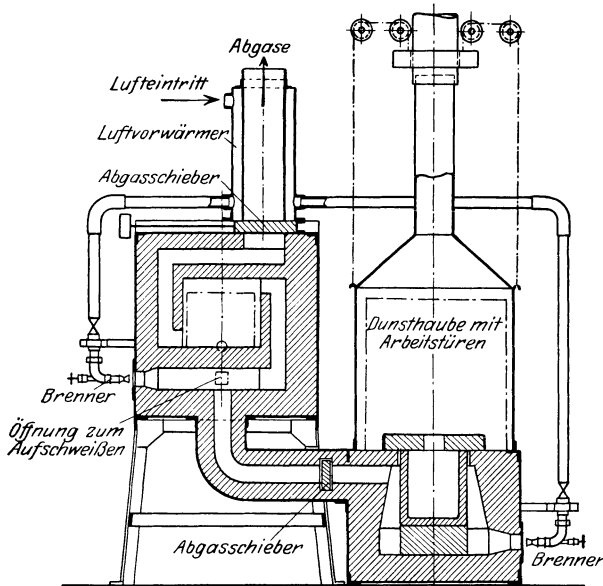 Abgase
Lufteintritt
Luftvorwärmer
Abgasschieber
Dunsthaube mit
Arbeitstüren
Brenner
Öffnung zum
Aufschweißen
Abgasschieber
Brenner